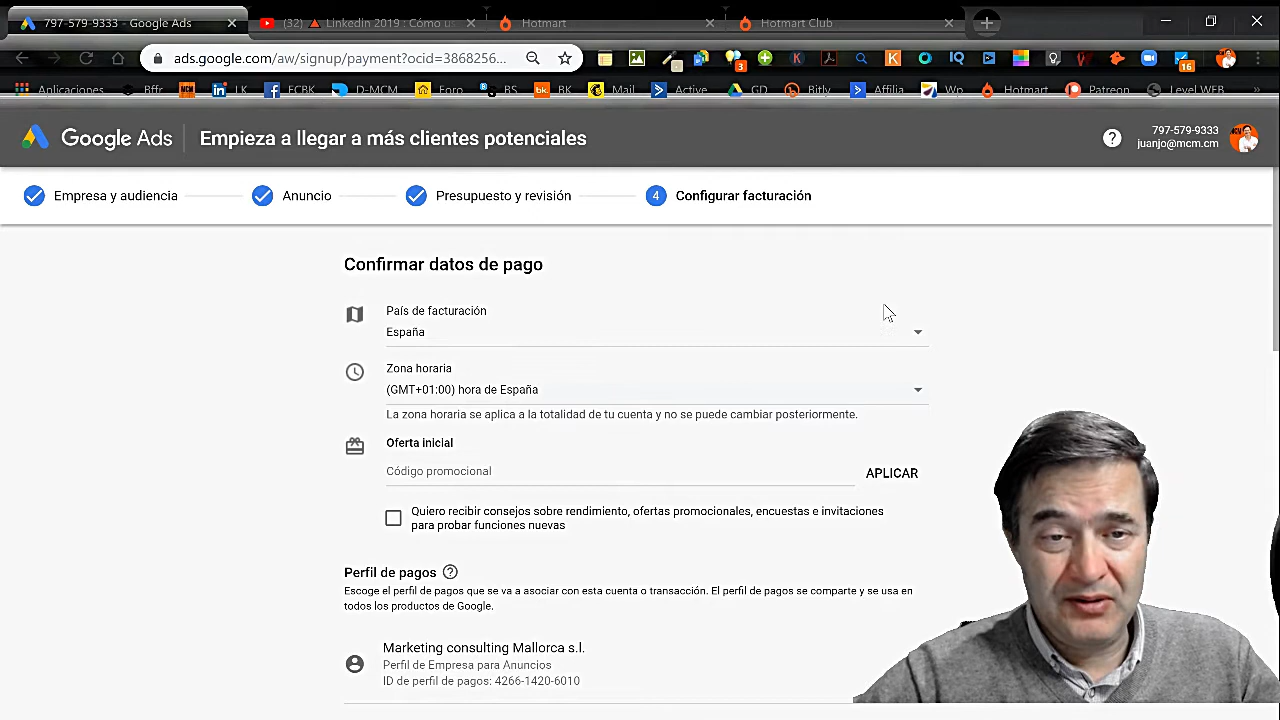 797-579-9333 - Google Ads
(32) Linkedin 2019 : Cómo us
Hotmart
Hotmart Club
ads.google.com/aw/signup/payment?ccid=3868256...
3
16
Aplicaciones
Bffr
LK
FCBK
D-MCM
Foro
BS
BK
Mail
Active
GD
Bitly
Affilia
Wp
Hotmart
Patreon
Level WEB
»
Google Ads
Empieza a llegar a más clientes potenciales
797-579-9333
juanjo@mcm.cm
Empresa y audiencia
Anuncio
Presupuesto y revisión
4
Configurar facturación
Confirmar datos de pago
País de facturación
España
Zona horaria
(GMT+01:00) hora de España
La zona horaria se aplica a la totalidad de tu cuenta y no se puede cambiar posteriormente.
Oferta inicial
Código promocional
APLICAR
Quiero recibir consejos sobre rendimiento, ofertas promocionales, encuestas e invitaciones
para probar funciones nuevas
Perfil de pagos
Escoge el perfil de pagos que se va a asociar con esta cuenta o transacción. El perfil de pagos se comparte y se usa en
todos los productos de Google.
Marketing consulting Mallorca s.l.
Perfil de Empresa para Anuncios
ID de perfil de pagos: 4266-1420-6010